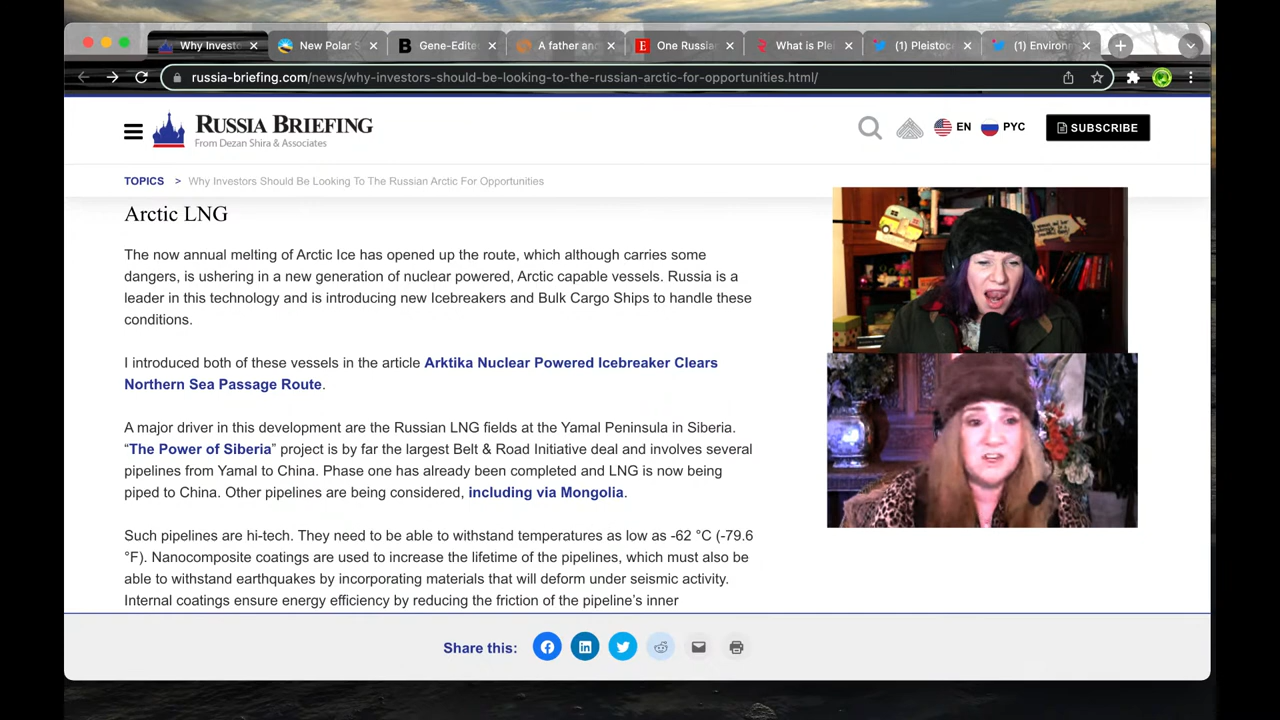 Why Invest
New Polar S
Gene-Edite
A father an
One Russia
What is Plei
(1) Pleistoc
(1) Environ
russia-briefing.com/news/why-investors-should-be-looking-to-the-russian-arctic-for-opportunities.html/
RUSSIA BRIEFING
From Dezan Shira & Associates
EN
РУС
SUBSCRIBE
TOPICS > Why Investors Should Be Looking To The Russian Arctic For Opportunities
Arctic LNG
The now annual melting of Arctic Ice has opened up the route, which although carries some
dangers, is ushering in a new generation of nuclear powered, Arctic capable vessels. Russia is a
leader in this technology and is introducing new Icebreakers and Bulk Cargo Ships to handle these
conditions.
I introduced both of these vessels in the article Arktika Nuclear Powered Icebreaker Clears
Northern Sea Passage Route.
A major driver in this development are the Russian LNG fields at the Yamal Peninsula in Siberia.
“The Power of Siberia” project is by far the largest Belt & Road Initiative deal and involves several
pipelines from Yamal to China. Phase one has already been completed and LNG is now being
piped to China. Other pipelines are being considered, including via Mongolia.
Such pipelines are hi-tech. They need to be able to withstand temperatures as low as -62 °C (-79.6
°F). Nanocomposite coatings are used to increase the lifetime of the pipelines, which must also be
able to withstand earthquakes by incorporating materials that will deform under seismic activity.
Internal coatings ensure energy efficiency by reducing the friction of the pipeline’s inner
Share this: